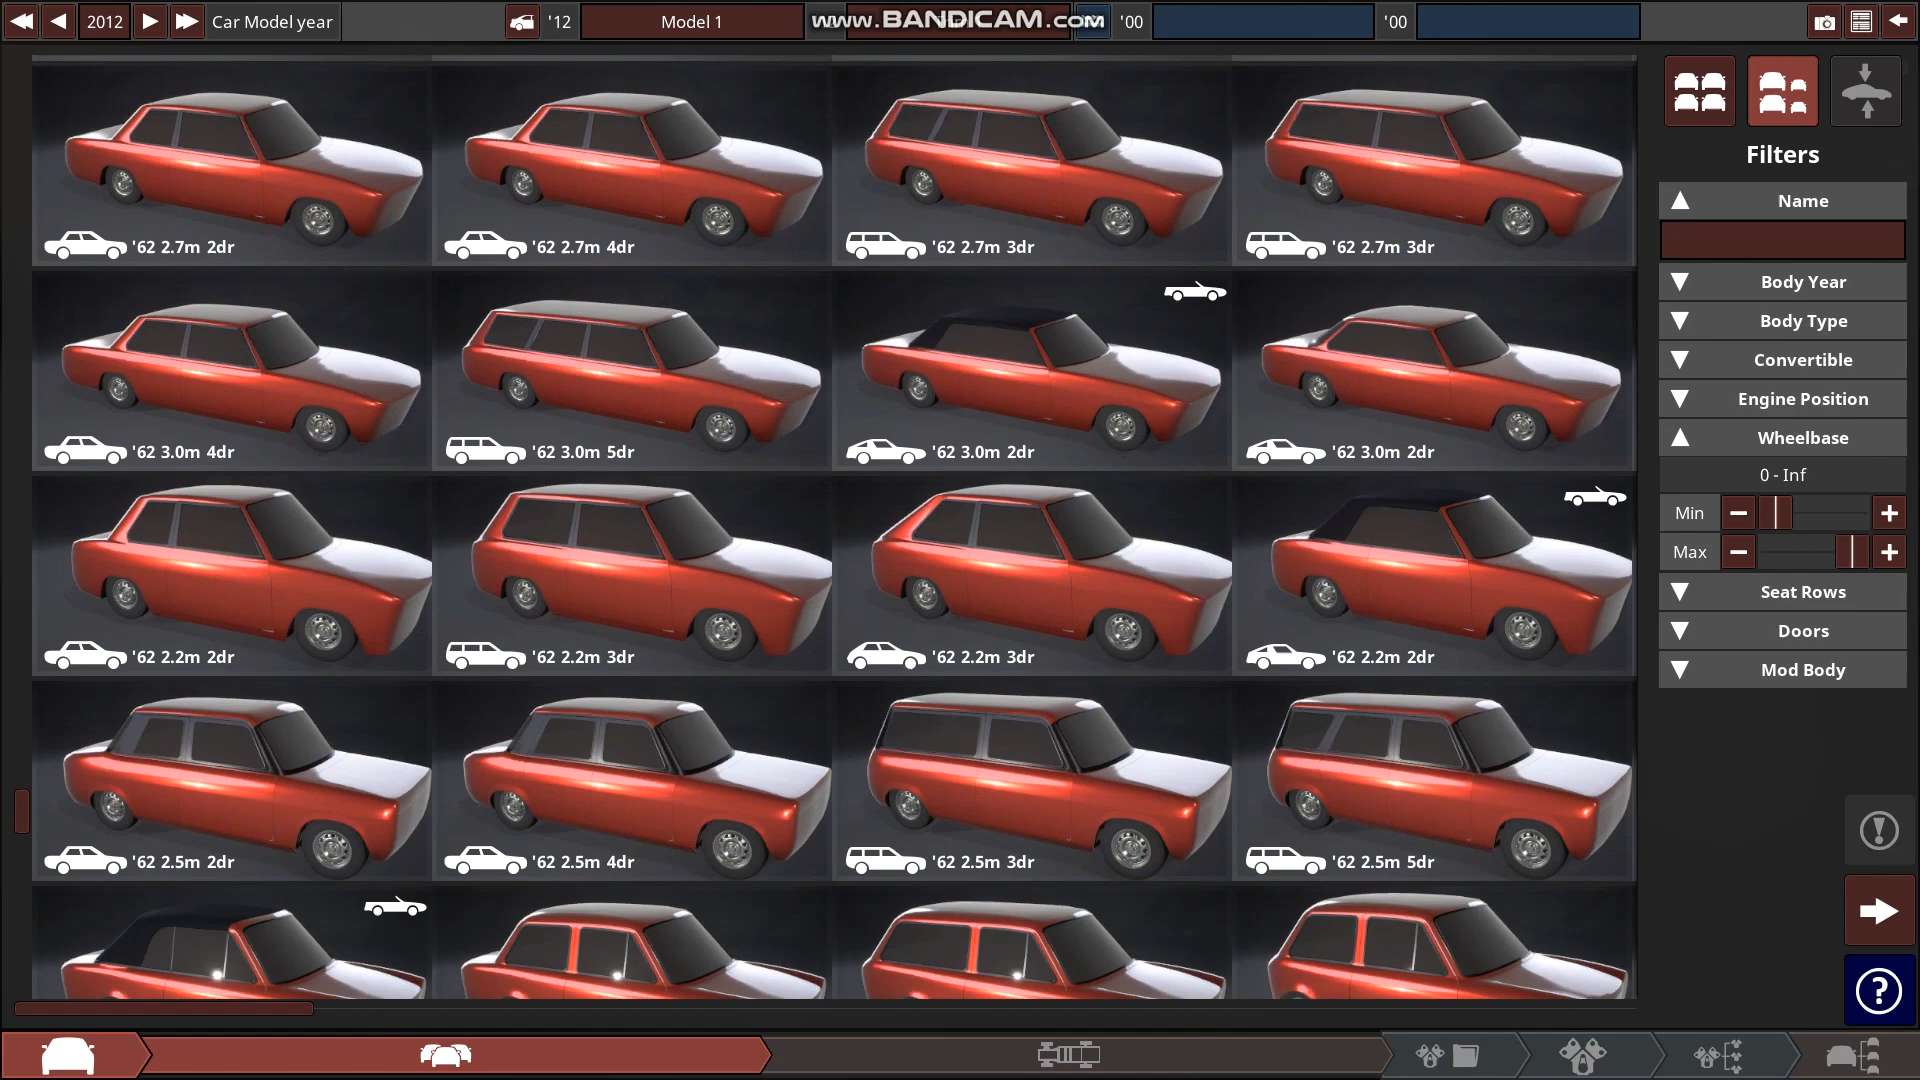 2012 Car Model year '12 Model 1 '00 '00
www.BANDICAM.com
Filters
Name
Body Year
Body Type
Convertible
Engine Position
Wheelbase
0 - Inf
Min
Max
Seat Rows
Doors
Mod Body
'62 2.7m 2dr
'62 2.7m 4dr
'62 2.7m 3dr
'62 2.7m 3dr
'62 3.0m 4dr
'62 3.0m 5dr
'62 3.0m 2dr
'62 3.0m 2dr
'62 2.2m 2dr
'62 2.2m 3dr
'62 2.2m 3dr
'62 2.2m 2dr
'62 2.5m 2dr
'62 2.5m 4dr
'62 2.5m 3dr
'62 2.5m 5dr